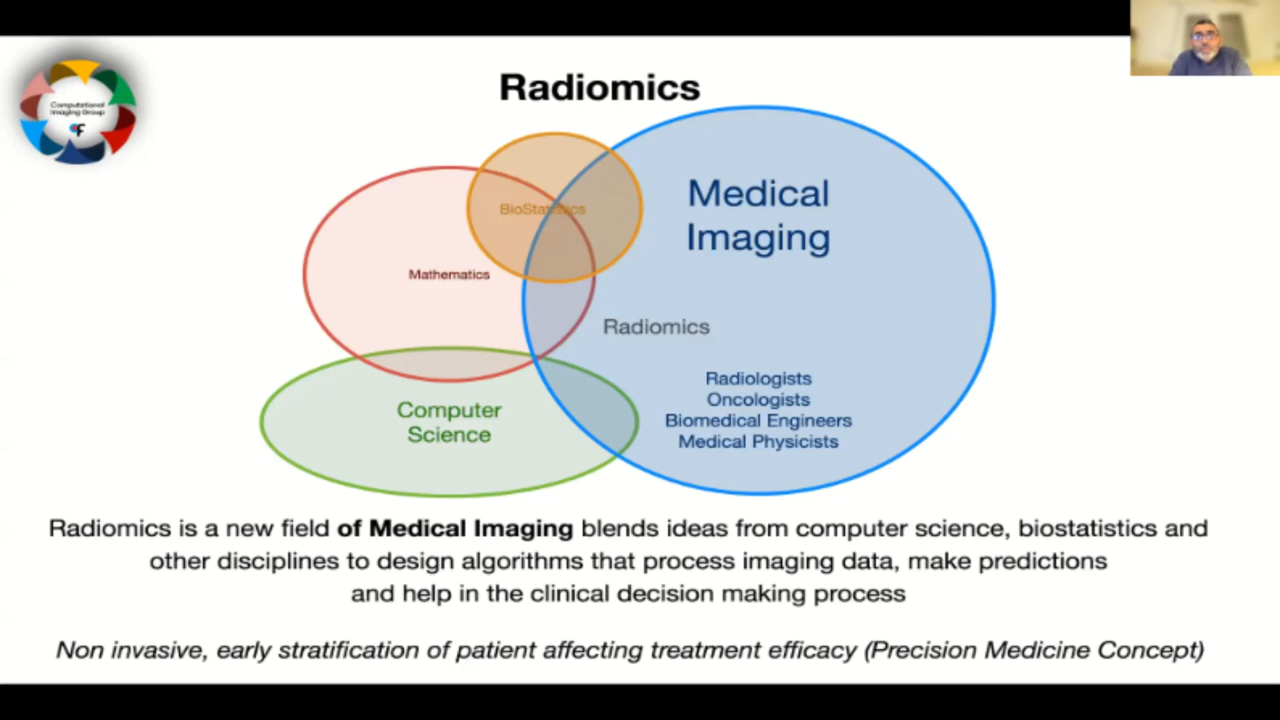 Computational
Imaging Group
Radiomics
BioStatistics
Medical
Imaging
Mathematics
Radiomics
Radiologists
Oncologists
Biomedical Engineers
Medical Physicists
Computer
Science
Radiomics is a new field of Medical Imaging blends ideas from computer science, biostatistics and
other disciplines to design algorithms that process imaging data, make predictions
and help in the clinical decision making process
Non invasive, early stratification of patient affecting treatment efficacy (Precision Medicine Concept)